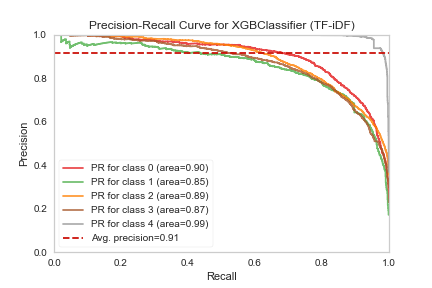 Precision-Recall Curve for XGBClassifier (TF-iDF)
1.0
0.8
0.6
0.4
0.2
0.0
Precision
PR for class 0 (area=0.90)
PR for class 1 (area=0.85)
PR for class 2 (area=0.89)
PR for class 3 (area=0.87)
PR for class 4 (area=0.99)
Avg. precision=0.91
0.0 0.2 0.4 0.6 0.8 1.0
Recall